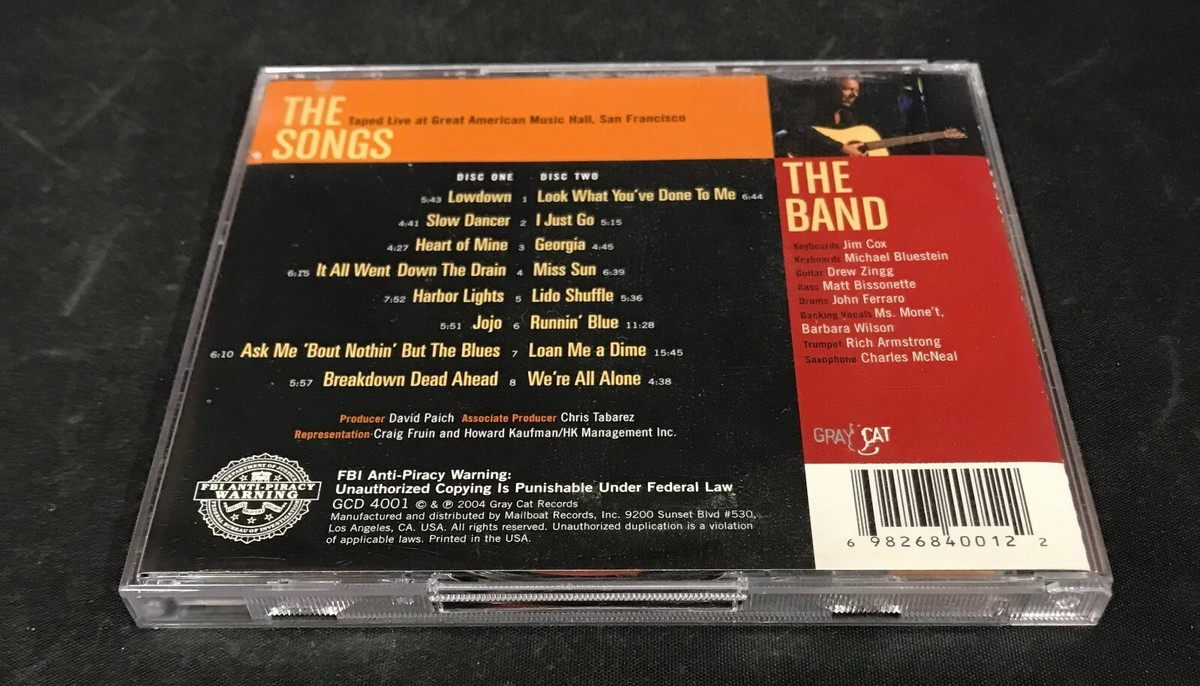 THE
SONGS
Taped Live at Great American Music Hall, San Francisco
DISC ONE DISC TWO
5:43 Lowdown 1 Look What You've Done To Me 6:44
4:41 Slow Dancer 2 I Just Go 5:15
4:27 Heart of Mine 3 Georgia 4:45
6:15 It All Went Down The Drain 4 Miss Sun 6:39
7:52 Harbor Lights 5 Lido Shuffle 5:36
5:51 Jojo 6 Runnin' Blue 11:28
6:10 Ask Me 'Bout Nothin' But The Blues 7 Loan Me a Dime 15:45
5:57 Breakdown Dead Ahead 8 We're All Alone 4:38
Producer David Paich Associate Producer Chris Tabarez
Representation·Craig Fruin and Howard Kaufman/HK Management Inc.
DEPARTMENT OF JUSTICE
FBI ANTI-PIRACY
WARNING
FEDERAL BUREAU OF INVESTIGATION
FBI Anti-Piracy Warning:
Unauthorized Copying Is Punishable Under Federal Law
GCD 4001 © & ℗ 2004 Gray Cat Records
Manufactured and distributed by Mailboat Records, Inc. 9200 Sunset Blvd #530,
Los Angeles, CA. USA. All rights reserved. Unauthorized duplication is a violation
of applicable laws. Printed in the USA.
THE
BAND
Keyboards Jim Cox
Keyboards Michael Bluestein
Guitar Drew Zingg
Bass Matt Bissonette
Drums John Ferraro
Backing Vocals Ms. Mone't,
Barbara Wilson
Trumpet Rich Armstrong
Saxophone Charles McNeal
GRAY CAT
6 98268 40012 2